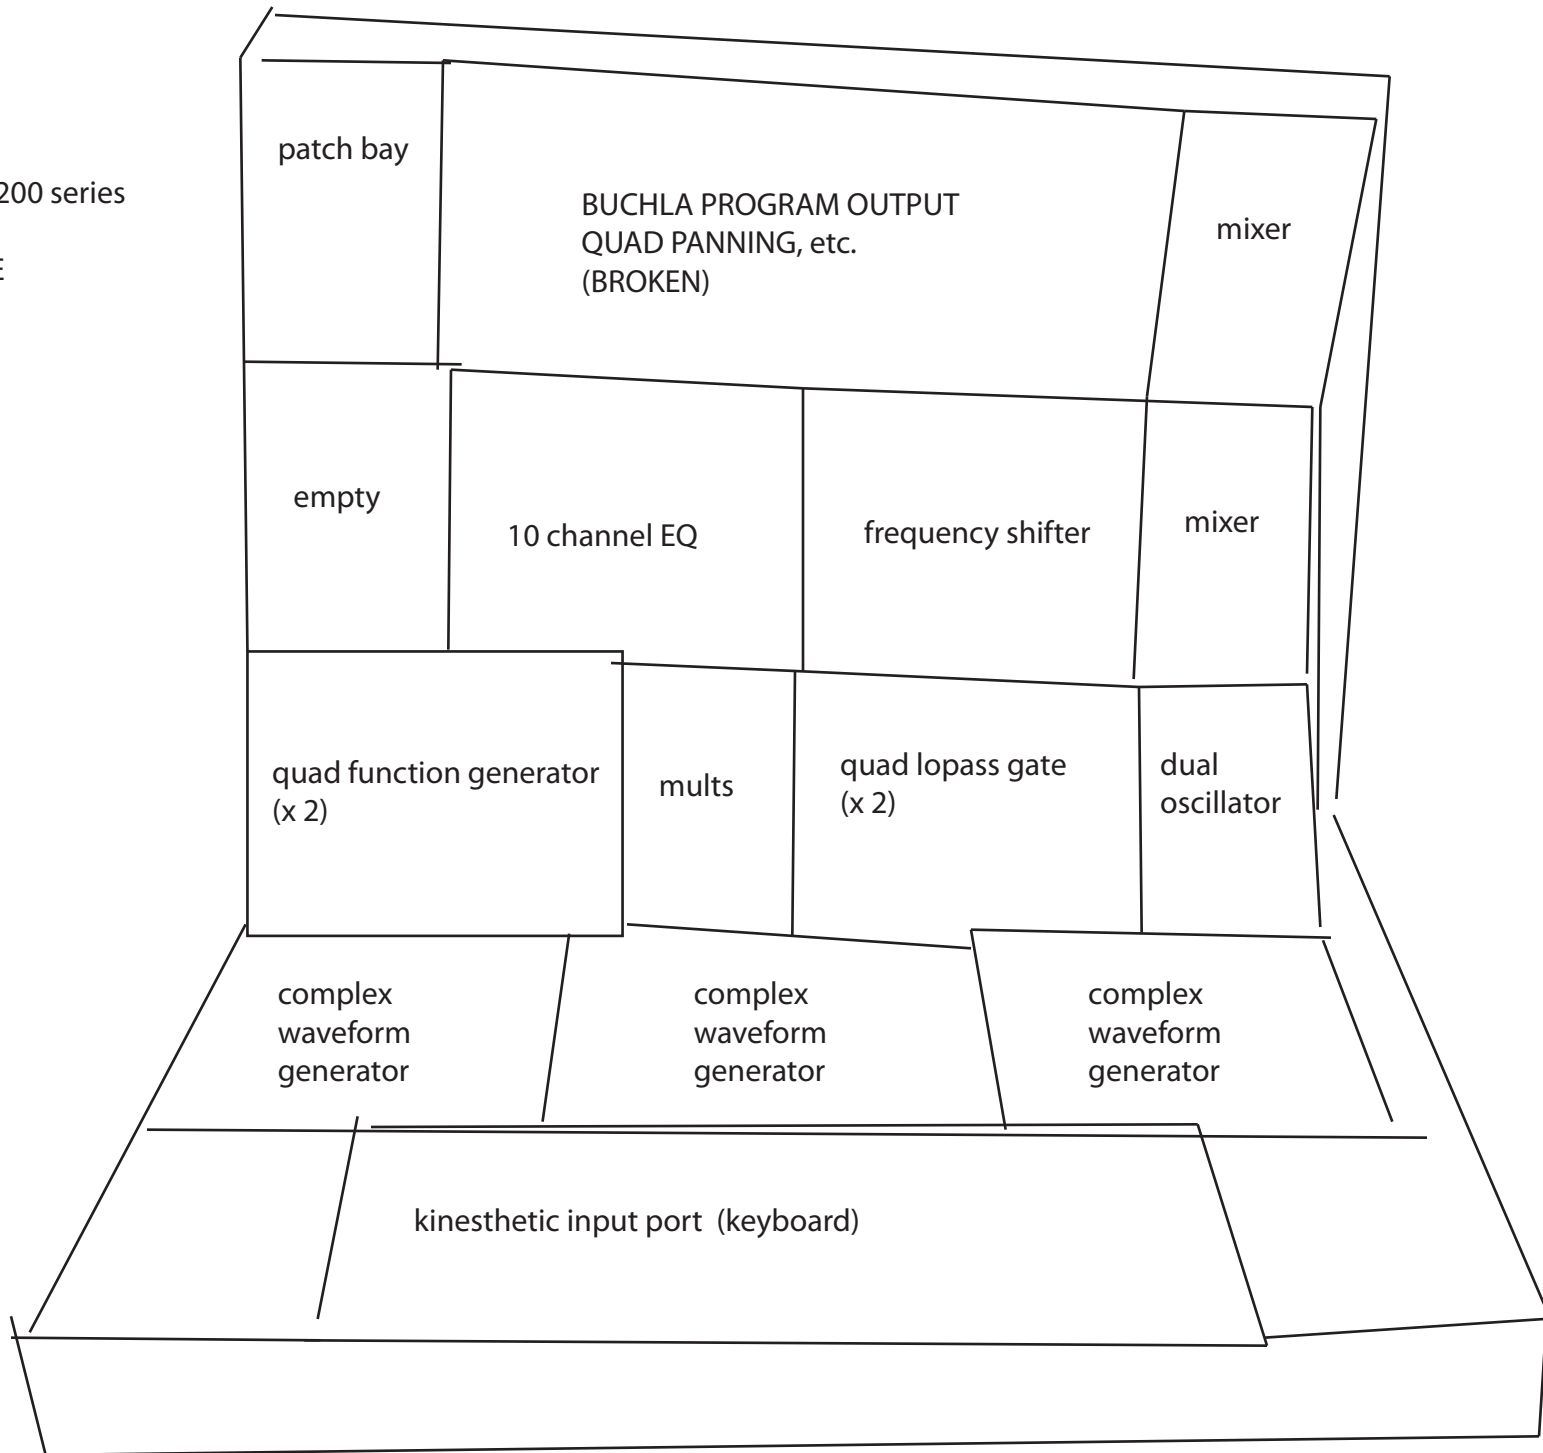 200 series
E
patch bay
BUCHLA PROGRAM OUTPUT
QUAD PANNING, etc.
(BROKEN)
mixer
empty
10 channel EQ
frequency shifter
mixer
quad function generator
(x 2)
mults
quad lopass gate
(x 2)
dual
oscillator
complex
waveform
generator
complex
waveform
generator
complex
waveform
generator
kinesthetic input port  (keyboard)